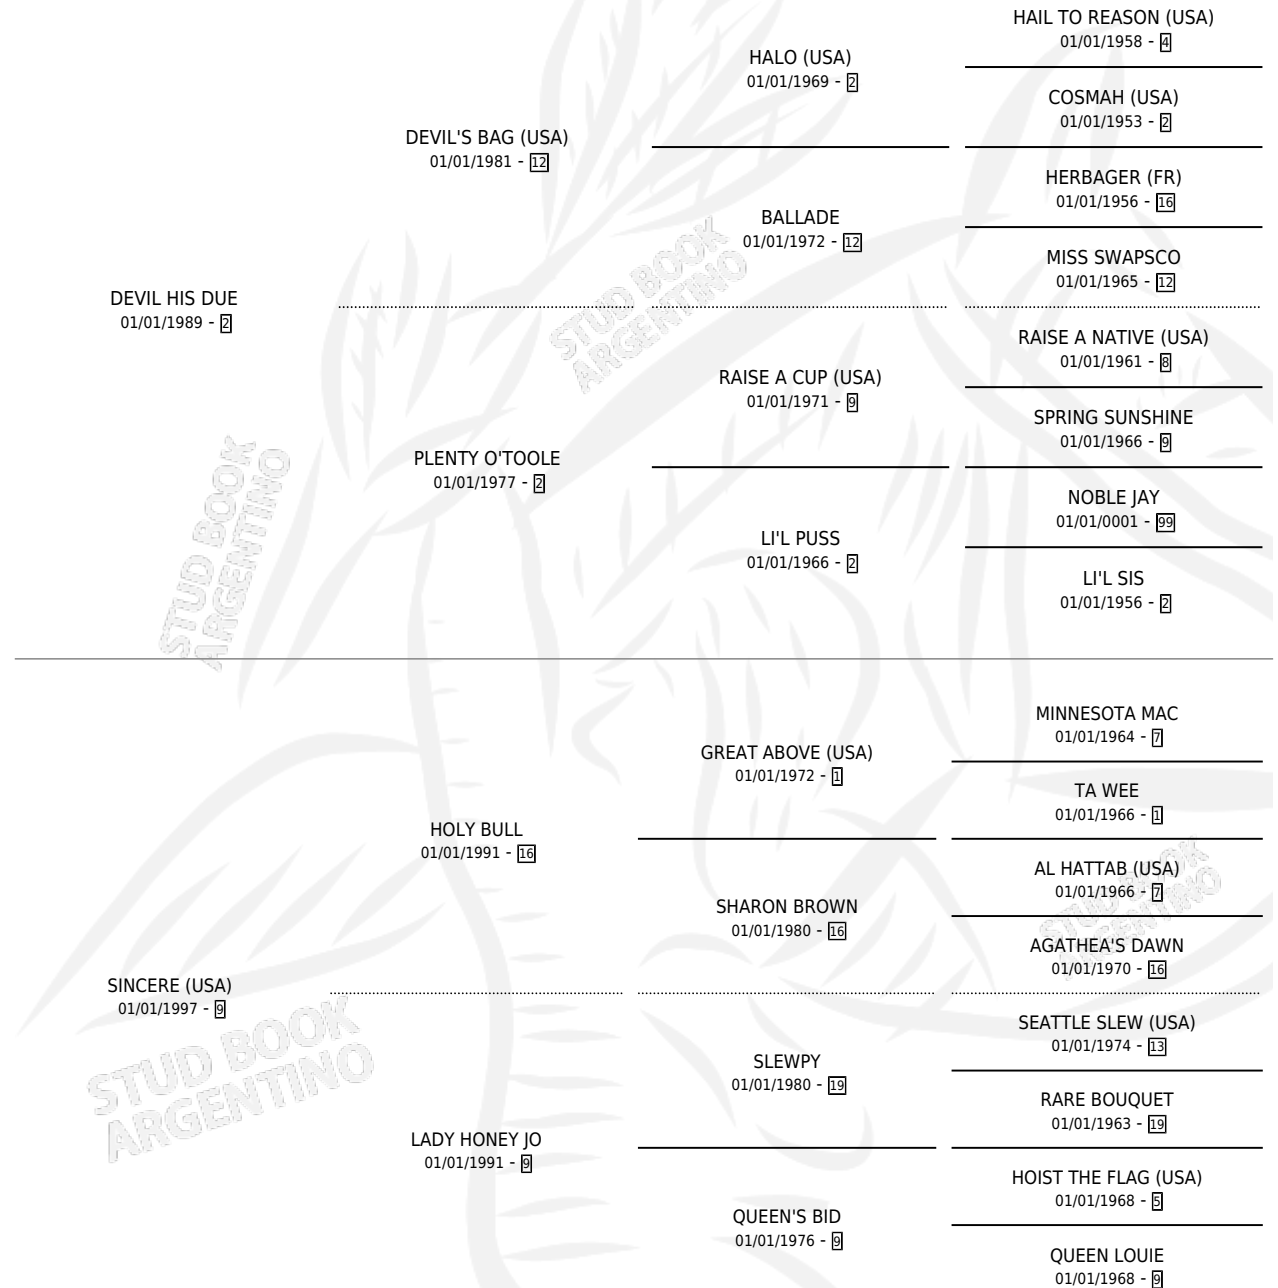 HAIL TO REASON (USA)
01/01/1958 - 4
HALO (USA)
01/01/1969 - 2
COSMAH (USA)
01/01/1953 - 2
DEVIL'S BAG (USA)
01/01/1981 - 12
HERBAGER (FR)
01/01/1956 - 16
BALLADE
01/01/1972 - 12
MISS SWAPSCO
01/01/1965 - 12
DEVIL HIS DUE
01/01/1989 - 2
STUD BOOK
ARGENTINO
RAISE A NATIVE (USA)
01/01/1961 - 8
RAISE A CUP (USA)
01/01/1971 - 9
SPRING SUNSHINE
01/01/1966 - 9
PLENTY O'TOOLE
01/01/1977 - 2
NOBLE JAY
01/01/0001 - 99
LI'L PUSS
01/01/1966 - 2
LI'L SIS
01/01/1956 - 2
STUD BOOK
ARGENTINO
MINNESOTA MAC
01/01/1964 - 7
GREAT ABOVE (USA)
01/01/1972 - 1
TA WEE
01/01/1966 - 1
HOLY BULL
01/01/1991 - 16
AL HATTAB (USA)
01/01/1966 - 7
STUD BOOK
ARGENTINO
SHARON BROWN
01/01/1980 - 16
AGATHEA'S DAWN
01/01/1970 - 16
SINCERE (USA)
01/01/1997 - 9
STUD BOOK
ARGENTINO
SEATTLE SLEW (USA)
01/01/1974 - 13
SLEWPY
01/01/1980 - 19
RARE BOUQUET
01/01/1963 - 19
LADY HONEY JO
01/01/1991 - 9
HOIST THE FLAG (USA)
01/01/1968 - 5
QUEEN'S BID
01/01/1976 - 9
QUEEN LOUIE
01/01/1968 - 9